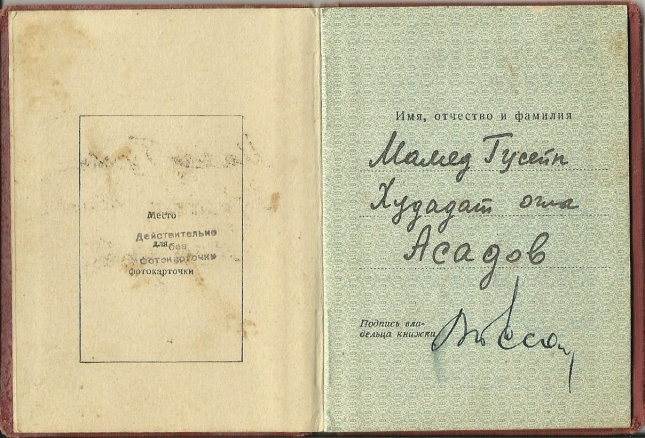 Место
Действительно
для без
фотокарточки
фотокарточки
Имя, отчество и фамилия
Мамед Гусейн
Худадат оглы
Асадов
Подпись вла-
дельца книжки